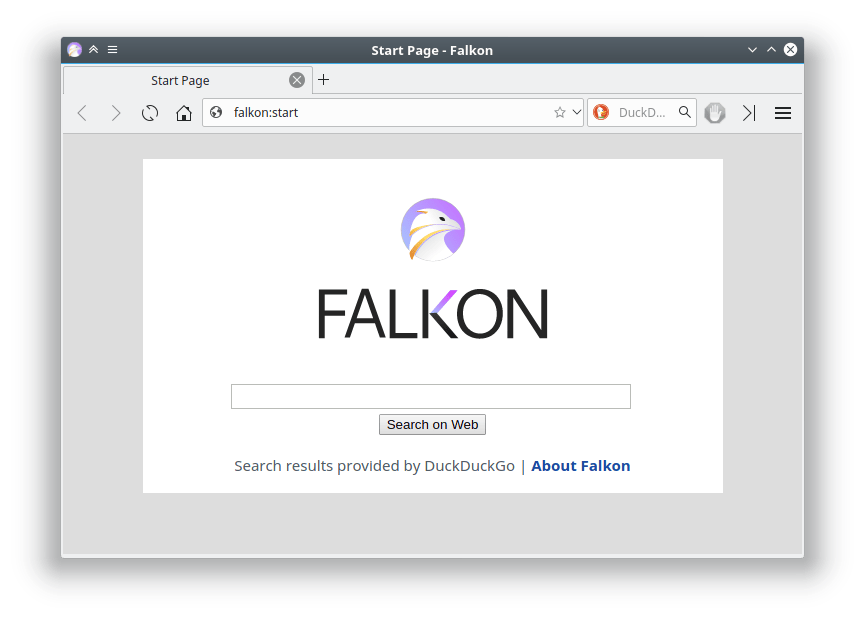 Start Page - Falkon
Start Page
falkon:start
DuckD...
FALKON
Search on Web
Search results provided by DuckDuckGo | About Falkon